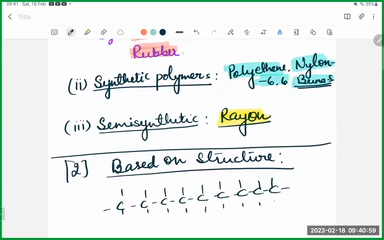 09:41 Sat, 18 Feb
35%
Title
Rubber.
(ii) Synthetic polymers : Polyethene, Nylon-
-6,6 Buna-S
(iii) Semisynthetic : Rayon
[2] Based on Structure :
- C - C - C - C - C - C - C - C - C -
2023-02-18 09:40:59